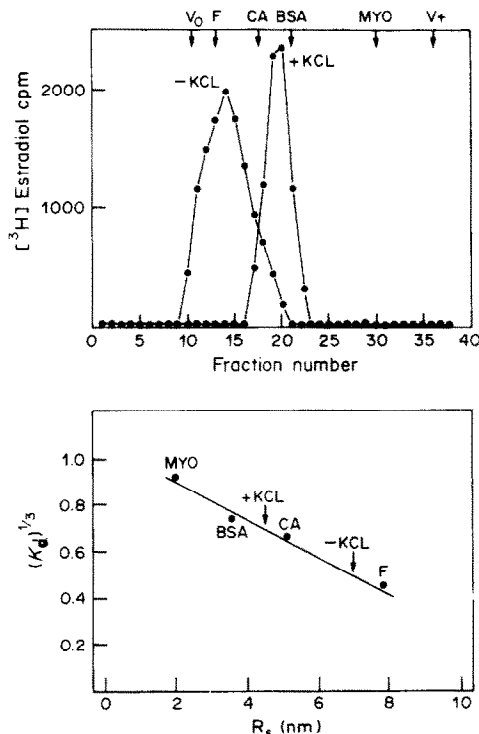 V0 F CA BSA MYO V+
-KCL
+KCL
2000
1000
[3H] Estradiol cpm
0
0 5 10 15 20 25 30 35 40
Fraction number
1.0
0.8
0.6
0.4
0.2
(Kd)1/3
MYO
+KCL
BSA
CA
-KCL
F
0 2 4 6 8 10
Rs (nm)